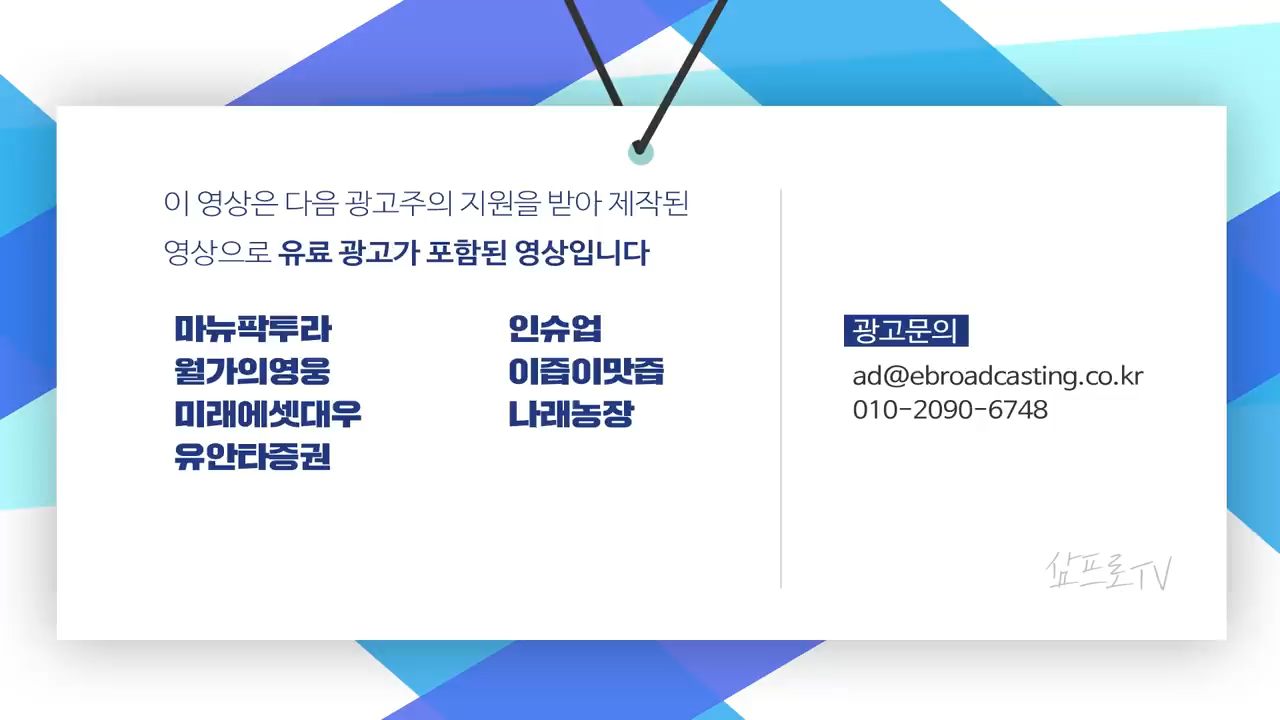 이 영상은 다음 광고주의 지원을 받아 제작된
영상으로 유료 광고가 포함된 영상입니다
마뉴팍투라
월가의영웅
미래에셋대우
유안타증권
인슈업
이즙이맛즙
나래농장
광고문의
ad@ebroadcasting.co.kr
010-2090-6748
삼프로TV